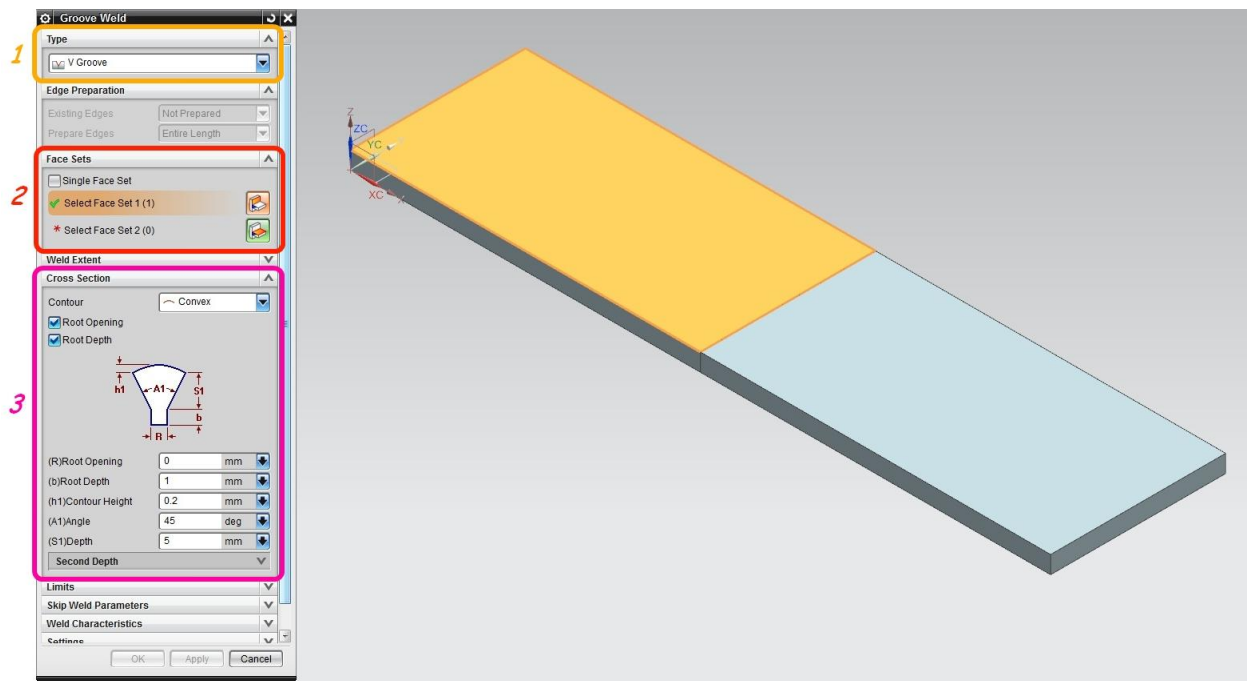 Groove Weld
1
Type
V Groove
Edge Preparation
Existing Edges Not Prepared
Prepare Edges Entire Length
2
Face Sets
Single Face Set
Select Face Set 1 (1)
* Select Face Set 2 (0)
Weld Extent
3
Cross Section
Contour Convex
Root Opening
Root Depth
h1 A1 S1
b
R
(R)Root Opening 0 mm
(b)Root Depth 1 mm
(h1)Contour Height 0.2 mm
(A1)Angle 45 deg
(S1)Depth 5 mm
Second Depth
Limits
Skip Weld Parameters
Weld Characteristics
Settings
OK Apply Cancel
Z
ZC
YC
XC X